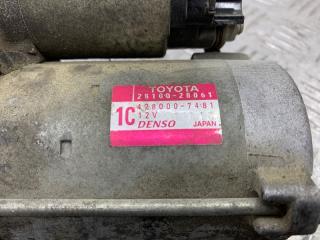 TOYOTA
28100-28061
1C 428000-7481
12V
DENSO JAPAN